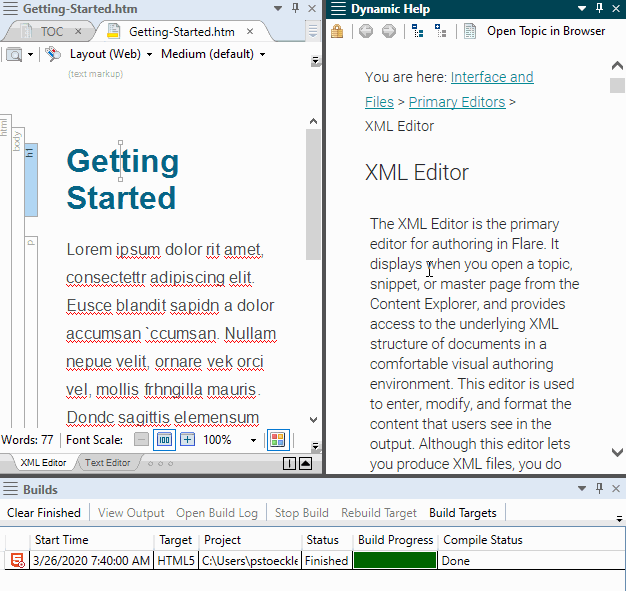 Getting-Started.htm
TOC
Getting-Started.htm
Layout (Web)
Medium (default)
(text markup)
html
body
h1
p
Getting
Started
Lorem ipsum dolor rit amet,
consectettr adipiscing elit.
Eusce blandit sapidn a dolor
accumsan `ccumsan. Nullam
nepue velit, ornare vek orci
vel, mollis frhngilla mauris.
Dondc sagittis elemensum
Words: 77
Font Scale:
100%
XML Editor
Text Editor
Dynamic Help
Open Topic in Browser
You are here: Interface and
Files > Primary Editors >
XML Editor
XML Editor
The XML Editor is the primary
editor for authoring in Flare. It
displays when you open a topic,
snippet, or master page from the
Content Explorer, and provides
access to the underlying XML
structure of documents in a
comfortable visual authoring
environment. This editor is used
to enter, modify, and format the
content that users see in the
output. Although this editor lets
you produce XML files, you do
Builds
Clear Finished
View Output
Open Build Log
Stop Build
Rebuild Target
Build Targets
Start Time
Target
Project
Status
Build Progress
Compile Status
3/26/2020 7:40:00 AM
HTML5
C:\Users\pstoeckle
Finished
Done